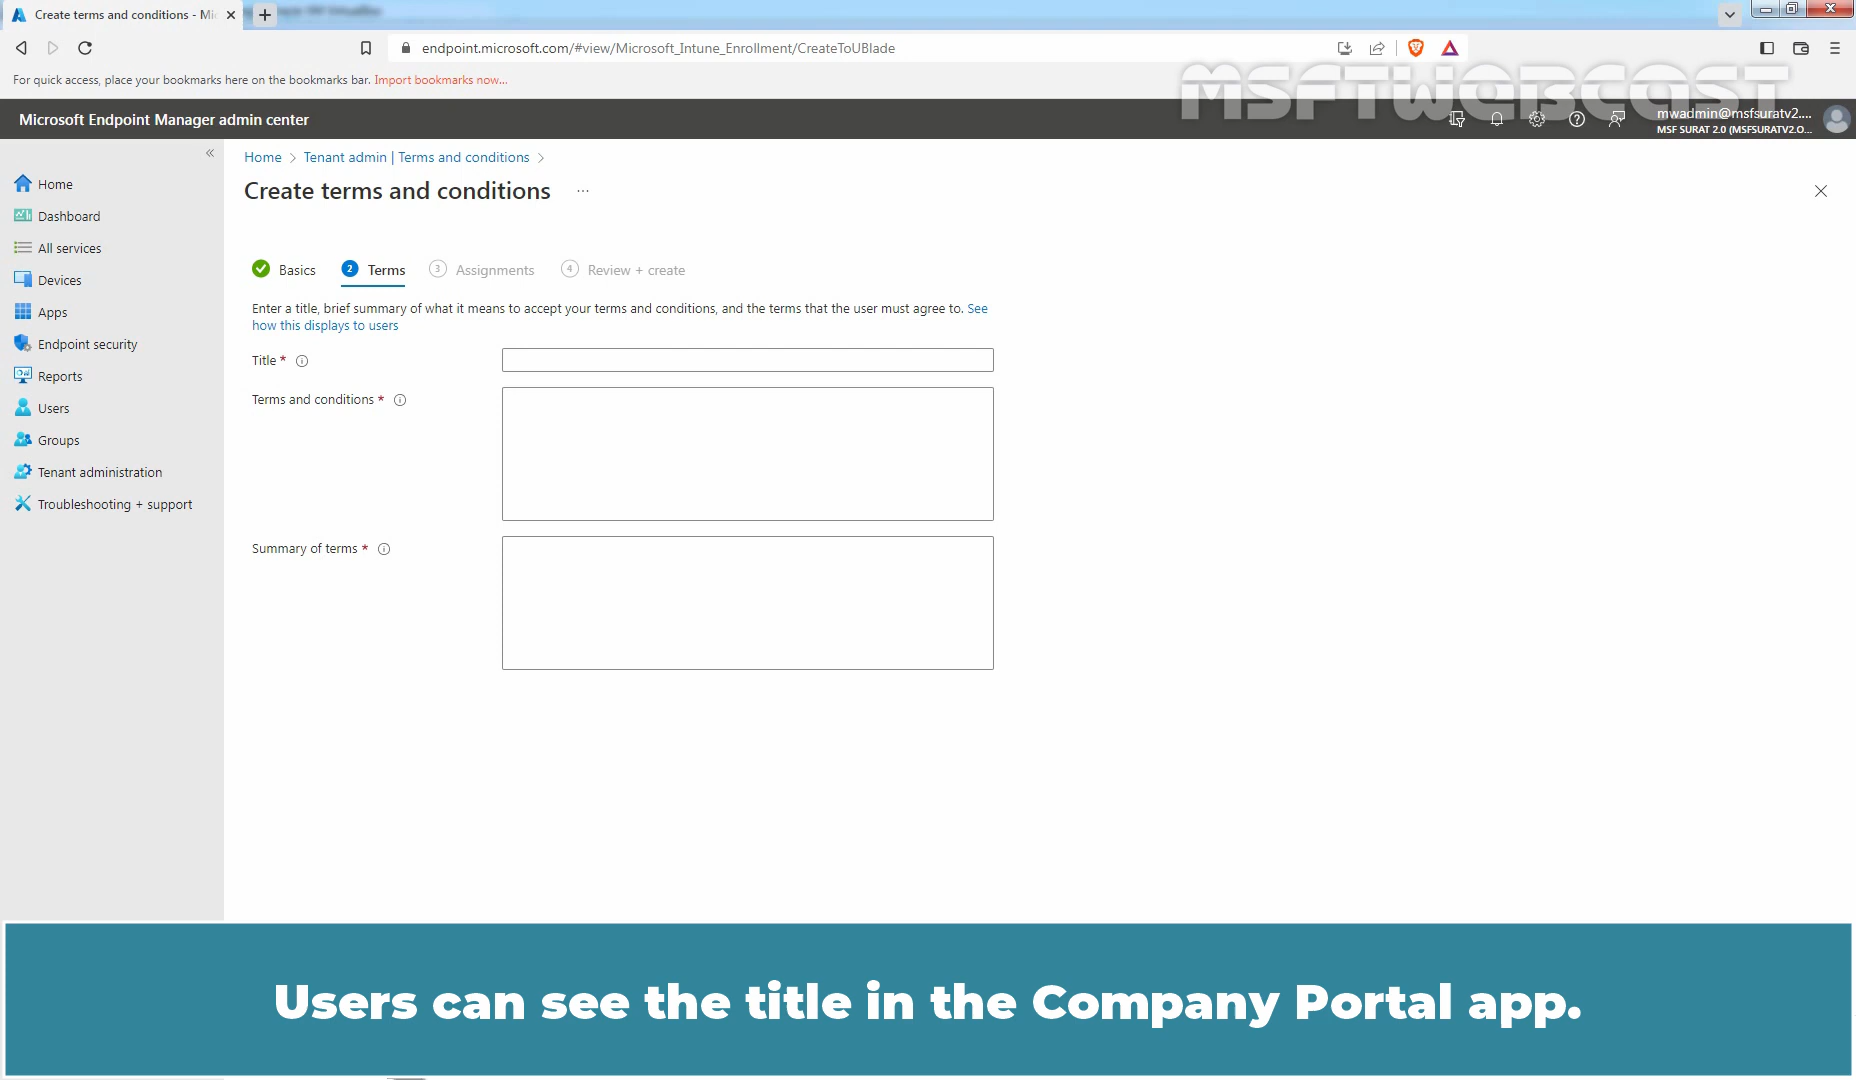 Create terms and conditions - Mic
endpoint.microsoft.com/#view/Microsoft_Intune_Enrollment/CreateToUBlade
For quick access, place your bookmarks here on the bookmarks bar. Import bookmarks now...
MSFTWEBCAST
Microsoft Endpoint Manager admin center
mwadmin@msfsuratv2....
MSF SURAT 2.0 (MSFSURATV2.O...
Home
Dashboard
All services
Devices
Apps
Endpoint security
Reports
Users
Groups
Tenant administration
Troubleshooting + support
Home > Tenant admin | Terms and conditions >
Create terms and conditions ...
Basics 2 Terms 3 Assignments 4 Review + create
Enter a title, brief summary of what it means to accept your terms and conditions, and the terms that the user must agree to. See
how this displays to users
Title *
Terms and conditions *
Summary of terms *
Users can see the title in the Company Portal app.